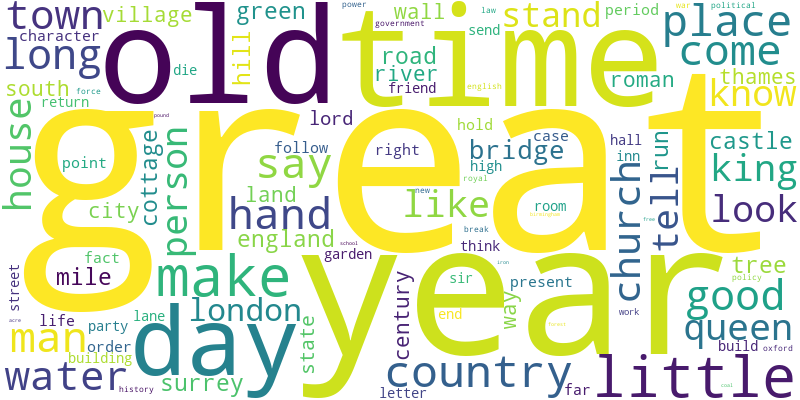 town
village
green
old
time
wall
stand
period
power
political
law
war
send
place
government
character
long
hill
road
come
river
die
friend
english
roman
thames
know
south
return
force
great
pound
lord
hold
case
hall
inn
run
castle
house
point
cottage
person
follow
right
bridge
high
king
say
land
city
hand
like
room
royal
new
england
break
think
church
tell
look
fact
mile
make
year
garden
school
sir
iron
tree
present
way
good
street
london
century
day
state
end
work
policy
free
forest
lane
life
man
party
order
building
queen
build
oxford
acre
water
history
surrey
country
letter
far
little
coal